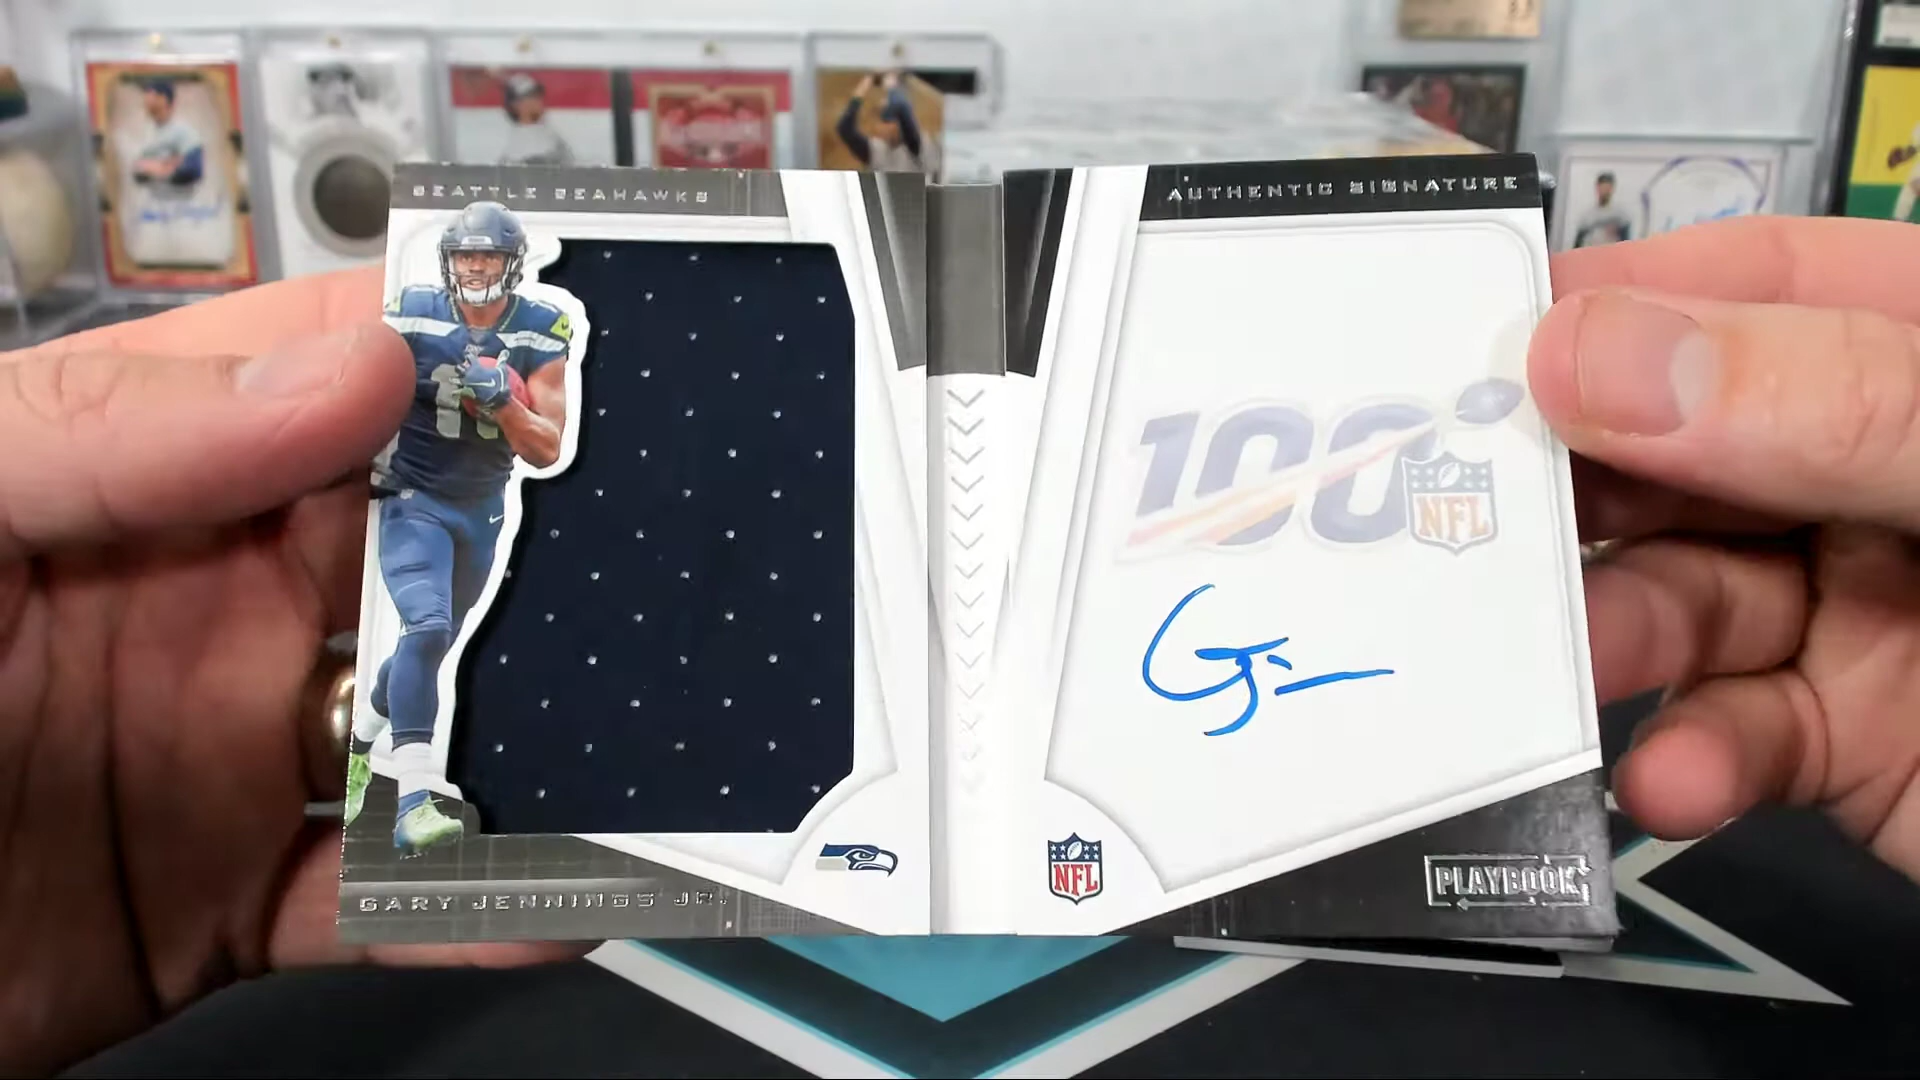 SEATTLE SEAHAWKS
AUTHENTIC SIGNATURE
100
NFL
NFL
GARY JENNINGS JR.
PLAYBOOK